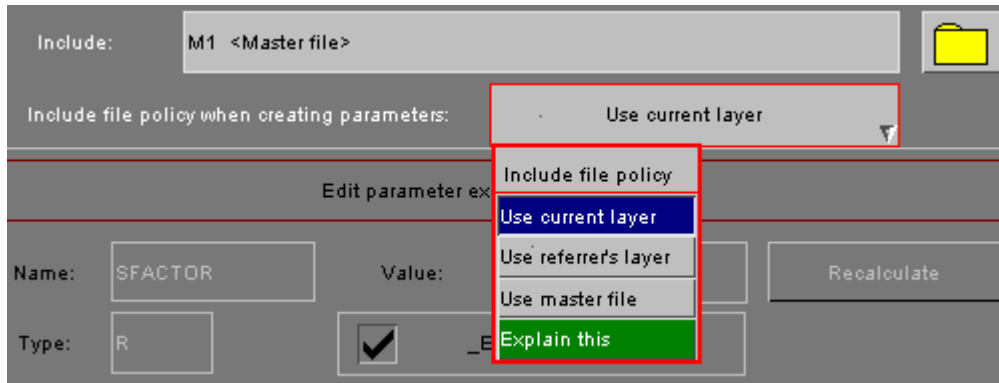 Include: M1 <Master file>
Include file policy when creating parameters: Use current layer
Include file policy
Edit parameter ex
Use current layer
Name: SFACTOR Value: Use referrer's layer Recalculate
Use master file
Type: R _E Explain this